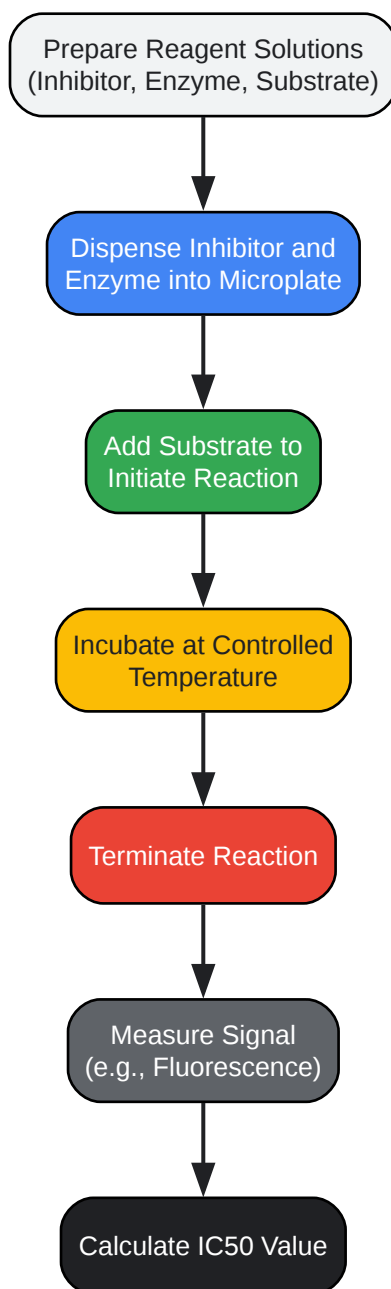 Prepare Reagent Solutions
(Inhibitor, Enzyme, Substrate)
Dispense Inhibitor and
Enzyme into Microplate
Add Substrate to
Initiate Reaction
Incubate at Controlled
Temperature
Terminate Reaction
Measure Signal
(e.g., Fluorescence)
Calculate IC50 Value